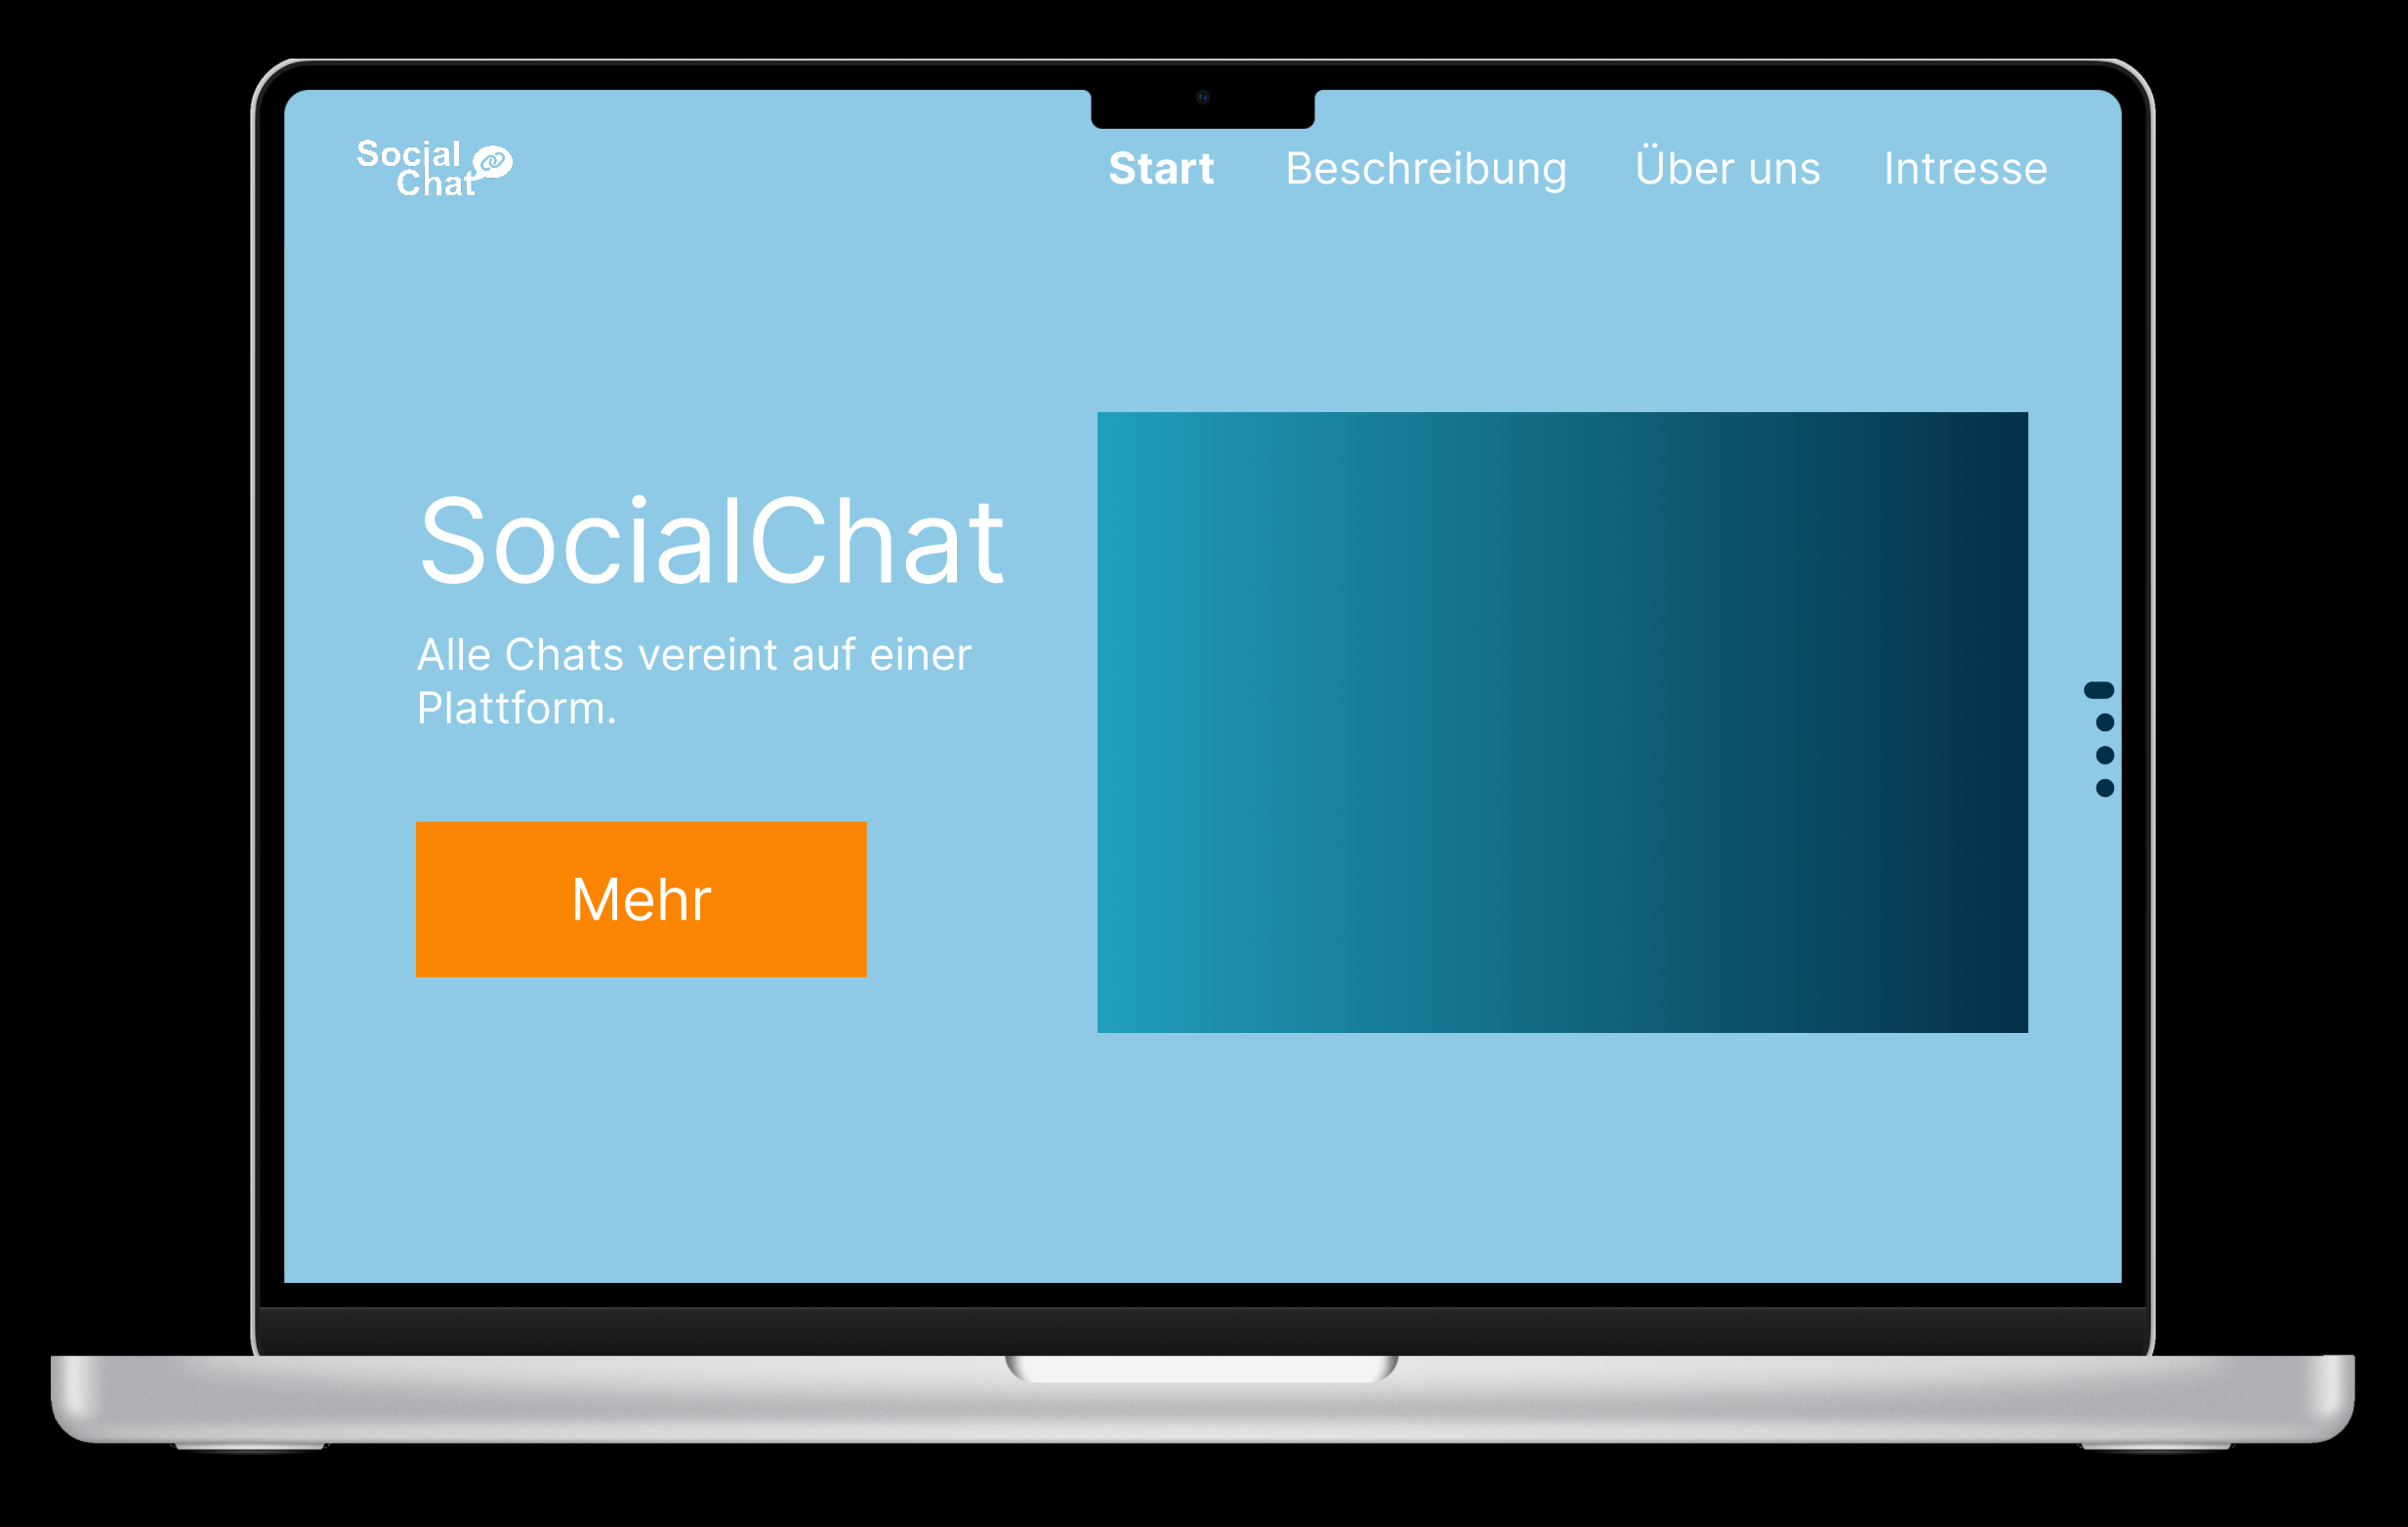 Social
Chat
Start Beschreibung Über uns Intresse
SocialChat
Alle Chats vereint auf einer
Plattform.
Mehr